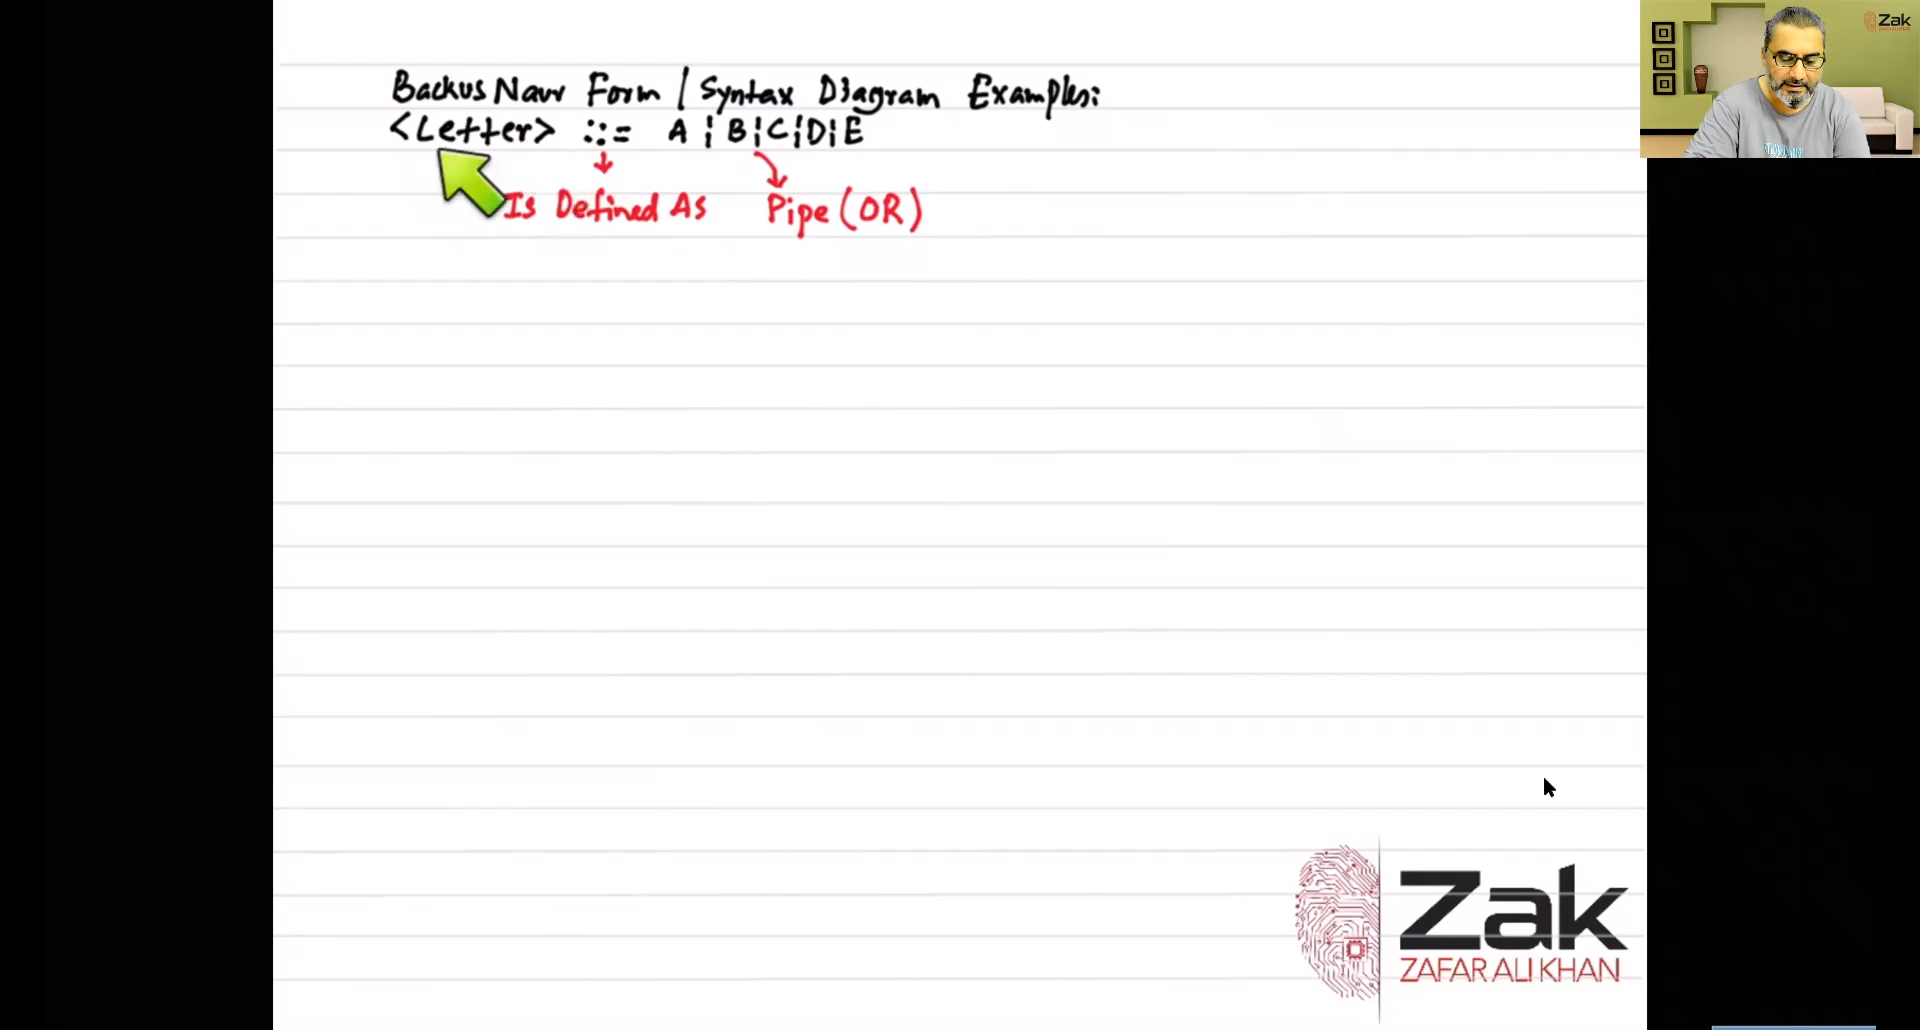 Backus Naur Form / Syntax Diagram Examples:
<Letter> ::= A | B | C | D | E
Is Defined As Pipe (OR)
Zak
ZAFAR ALI KHAN
Zak